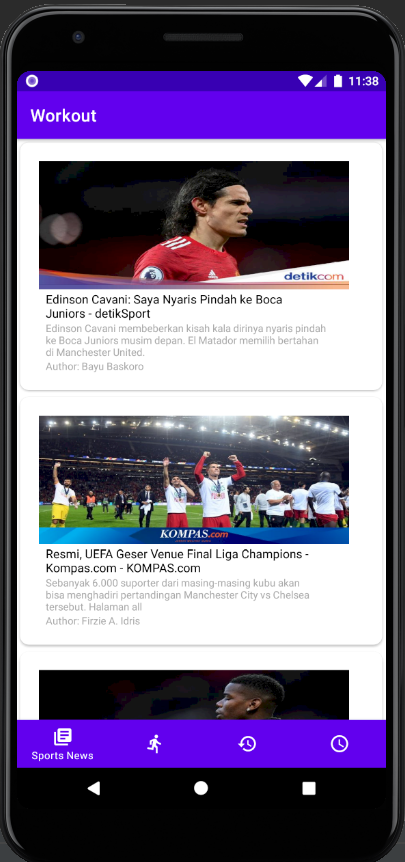 11:38
Workout
detikcom
Edinson Cavani: Saya Nyaris Pindah ke Boca
Juniors - detikSport
Edinson Cavani membeberkan kisah kala dirinya nyaris pindah
ke Boca Juniors musim depan. El Matador memilih bertahan
di Manchester United.
Author: Bayu Baskoro
KOMPAS.com
Resmi, UEFA Geser Venue Final Liga Champions -
Kompas.com - KOMPAS.com
Sebanyak 6.000 suporter dari masing-masing kubu akan
bisa menghadiri pertandingan Manchester City vs Chelsea
tersebut. Halaman all
Author: Firzie A. Idris
Sports News